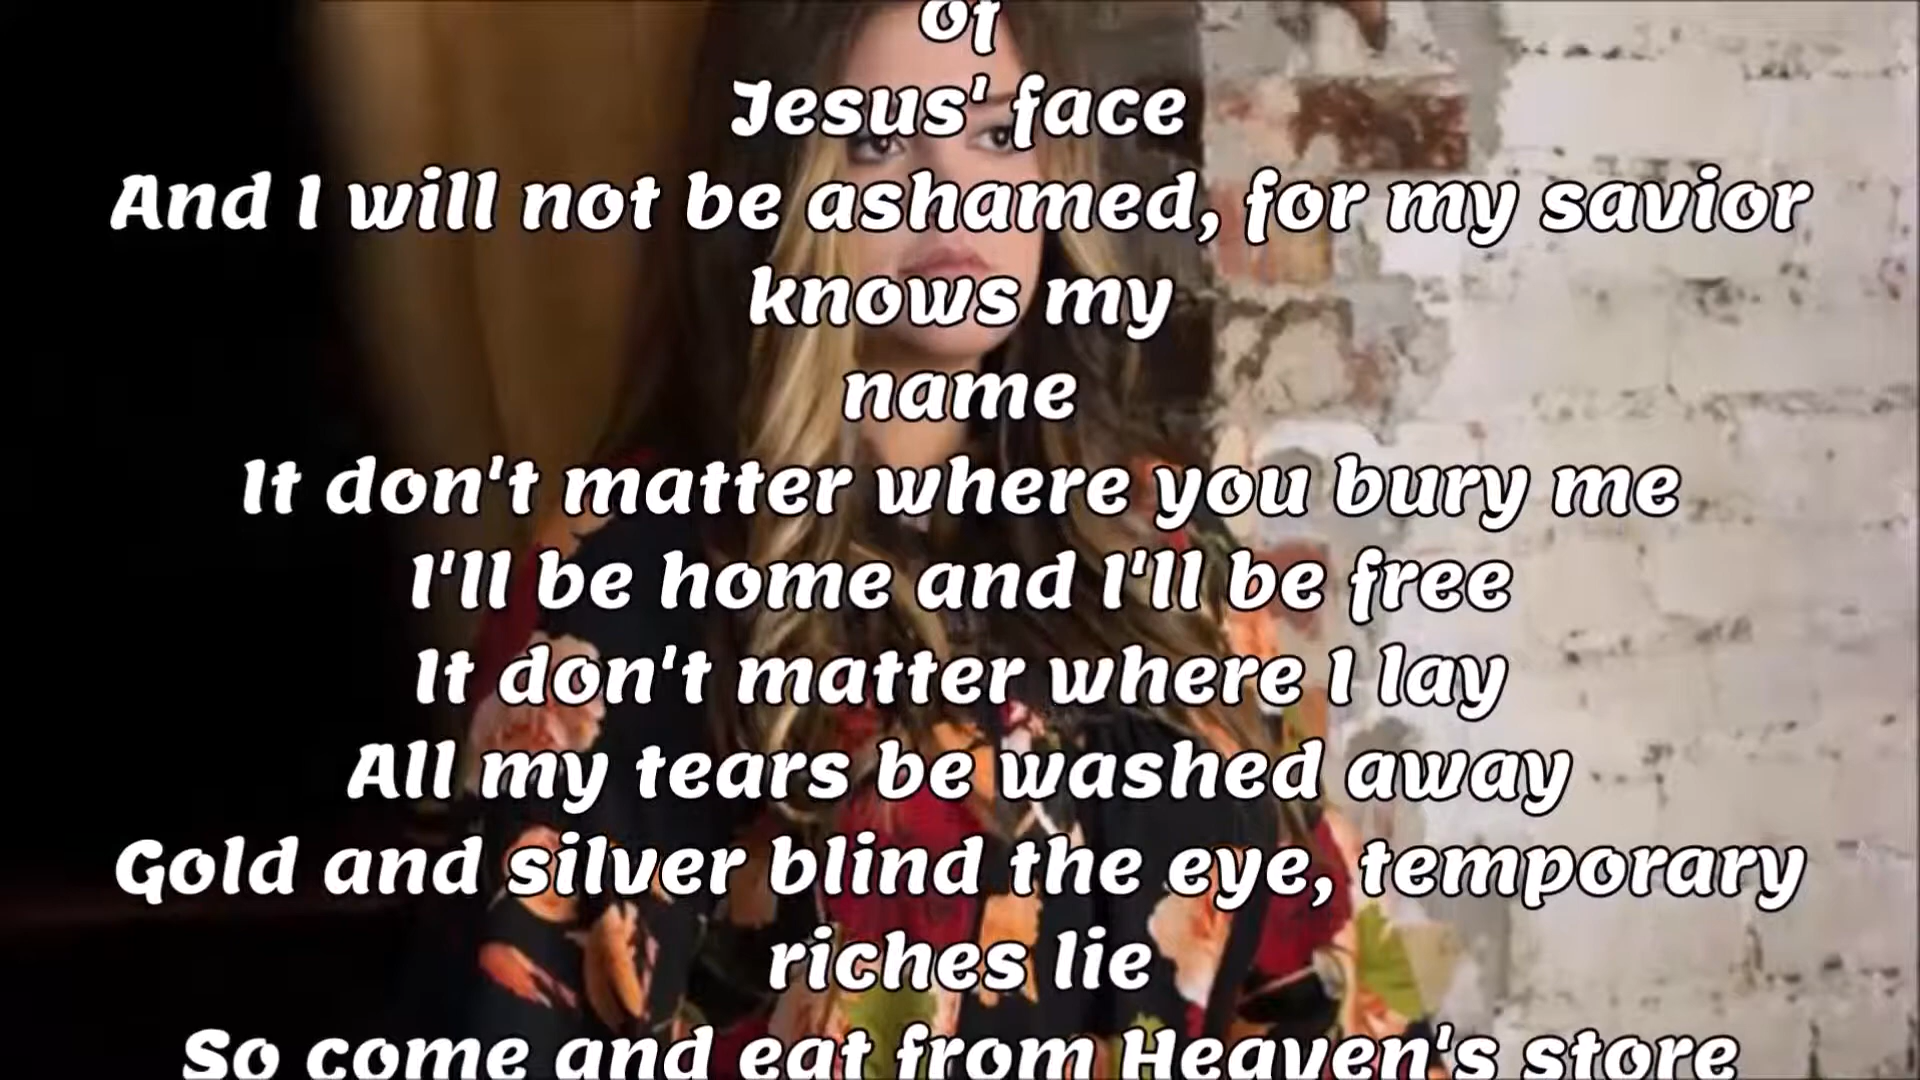 of
Jesus' face
And I will not be ashamed, for my savior
knows my
name
It don't matter where you bury me
I'll be home and I'll be free
It don't matter where I lay
All my tears be washed away
Gold and silver blind the eye, temporary
riches lie
So come and eat from Heaven's store